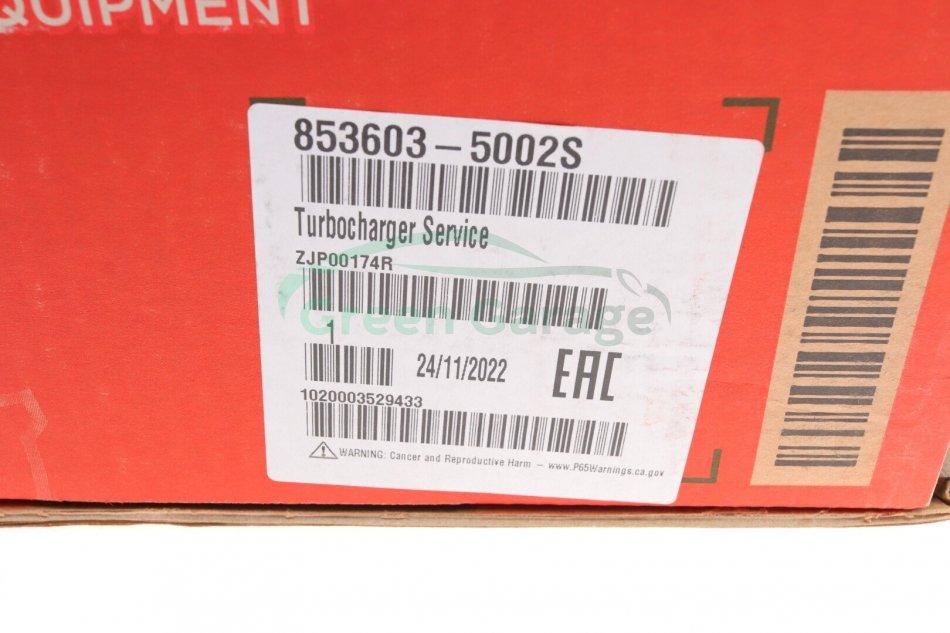 QUIPMENT
853603-5002S
Turbocharger Service
ZJP00174R
Green Garage
1
24/11/2022
EAC
1020003529433
WARNING: Cancer and Reproductive Harm - www.P65Warnings.ca.gov